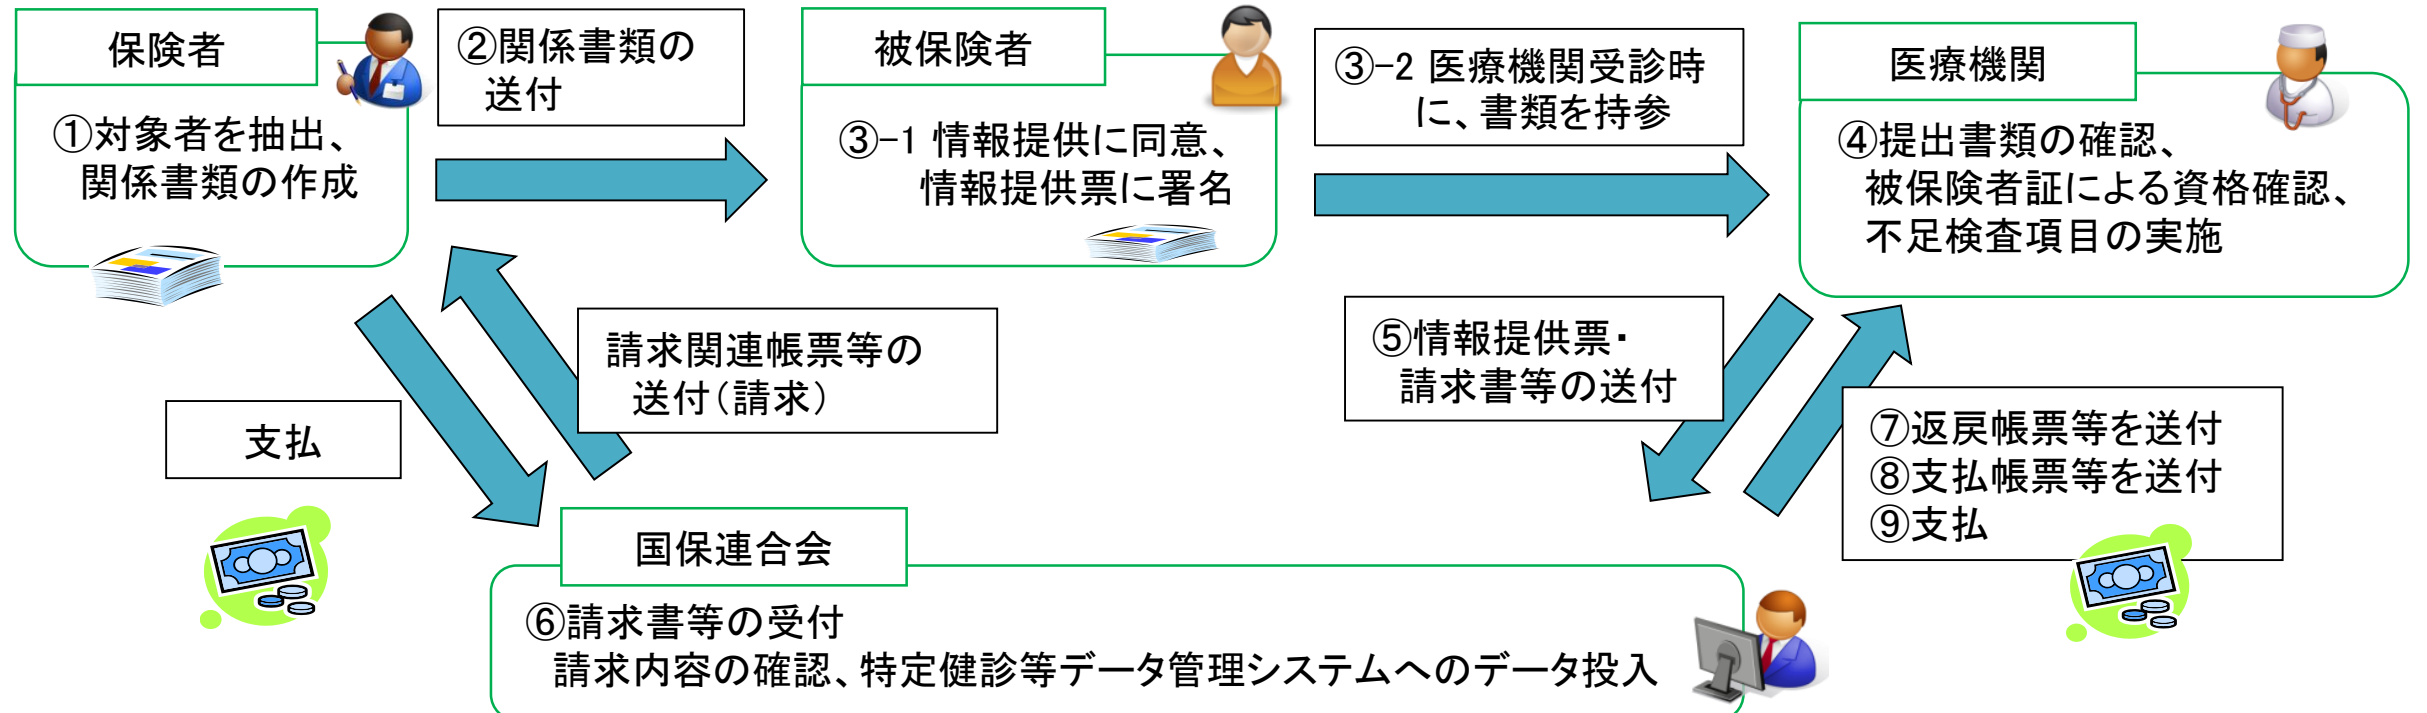 保険者
①対象者を抽出、
関係書類の作成
②関係書類の
送付
被保険者
③-1 情報提供に同意、
情報提供票に署名
③-2 医療機関受診時
に、書類を持参
医療機関
④提出書類の確認、
被保険者証による資格確認、
不足検査項目の実施
請求関連帳票等の
送付(請求)
支払
⑤情報提供票・
請求書等の送付
⑦返戻帳票等を送付
⑧支払帳票等を送付
⑨支払
国保連合会
⑥請求書等の受付
請求内容の確認、特定健診等データ管理システムへのデータ投入